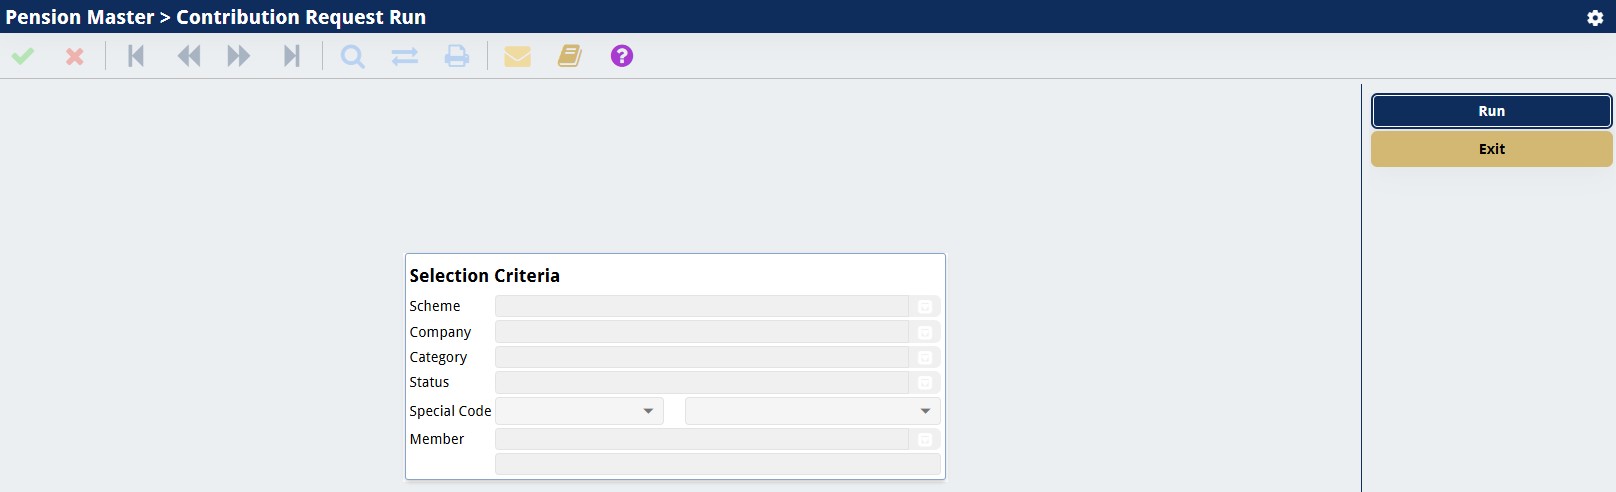 Pension Master > Contribution Request Run
Run
Exit
Selection Criteria
Scheme
Company
Category
Status
Special Code
Member